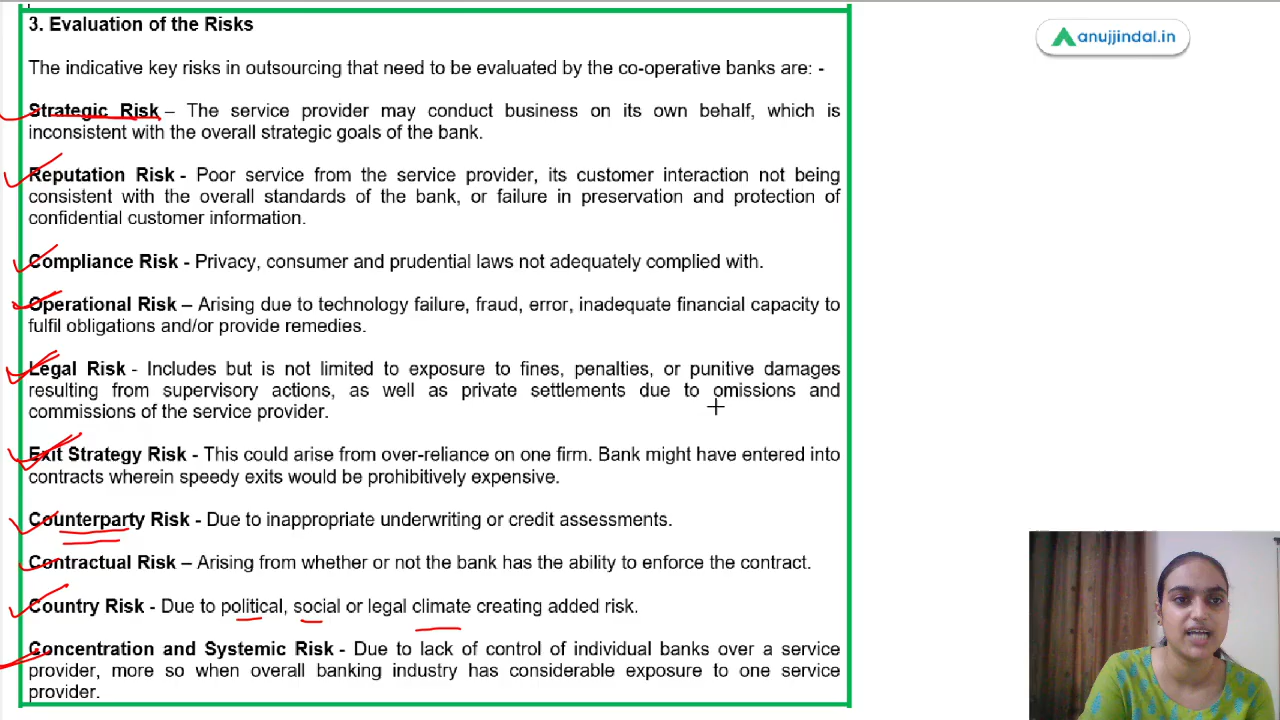 3. Evaluation of the Risks
anujjindal.in
The indicative key risks in outsourcing that need to be evaluated by the co-operative banks are: -
Strategic Risk – The service provider may conduct business on its own behalf, which is
inconsistent with the overall strategic goals of the bank.
Reputation Risk - Poor service from the service provider, its customer interaction not being
consistent with the overall standards of the bank, or failure in preservation and protection of
confidential customer information.
Compliance Risk - Privacy, consumer and prudential laws not adequately complied with.
Operational Risk – Arising due to technology failure, fraud, error, inadequate financial capacity to
fulfil obligations and/or provide remedies.
Legal Risk - Includes but is not limited to exposure to fines, penalties, or punitive damages
resulting from supervisory actions, as well as private settlements due to omissions and
commissions of the service provider.
Exit Strategy Risk - This could arise from over-reliance on one firm. Bank might have entered into
contracts wherein speedy exits would be prohibitively expensive.
Counterparty Risk - Due to inappropriate underwriting or credit assessments.
Contractual Risk – Arising from whether or not the bank has the ability to enforce the contract.
Country Risk - Due to political, social or legal climate creating added risk.
Concentration and Systemic Risk - Due to lack of control of individual banks over a service
provider, more so when overall banking industry has considerable exposure to one service
provider.